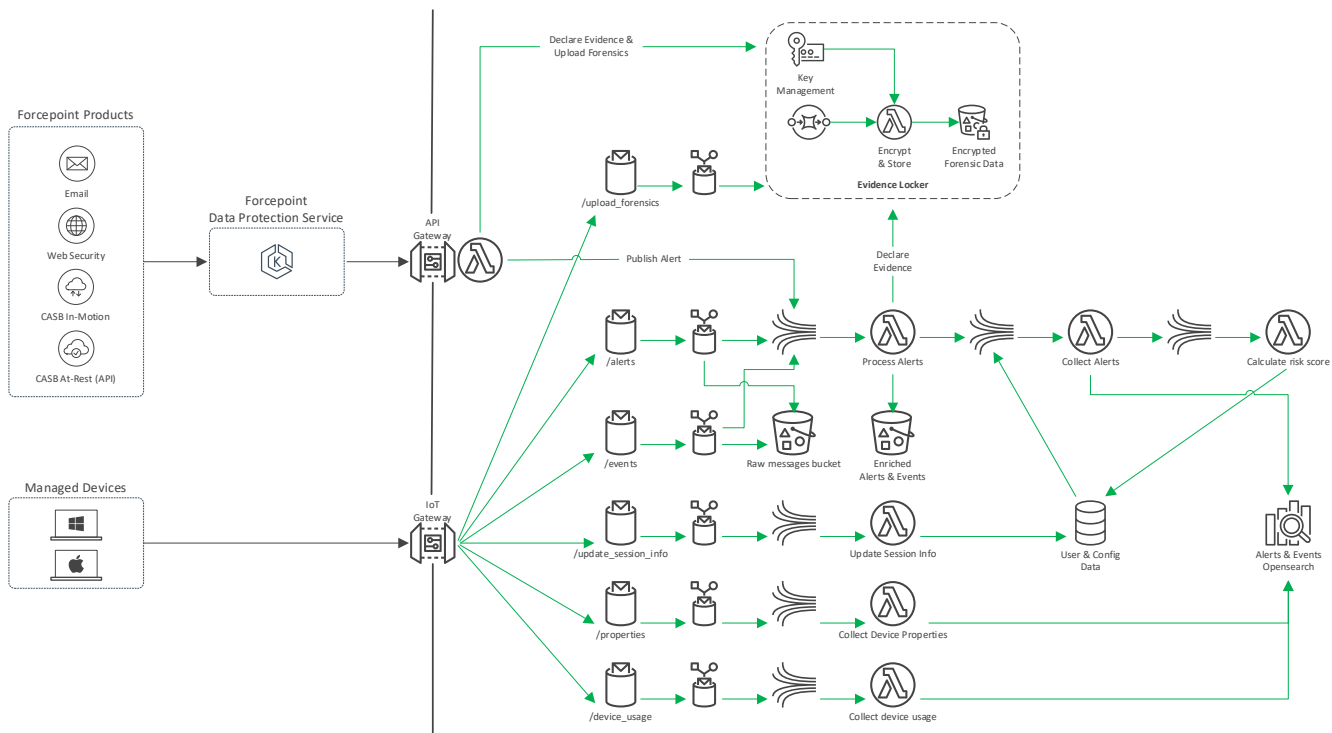 Declare Evidence &
Upload Forensics
Key
Management
Encrypt
& Store
Encrypted
Forensic Data
Evidence Locker
Forcepoint Products
Email
Web Security
CASB In-Motion
CASB At-Rest (API)
Forcepoint
Data Protection Service
K
API
Gateway
/upload_forensics
Publish Alert
Declare
Evidence
/alerts
Process Alerts
Collect Alerts
Calculate risk score
/events
Raw messages bucket
Enriched
Alerts & Events
Managed Devices
IoT
Gateway
/update_session_info
Update Session Info
User & Config
Data
Alerts & Events
Opensearch
/properties
Collect Device Properties
/device_usage
Collect device usage